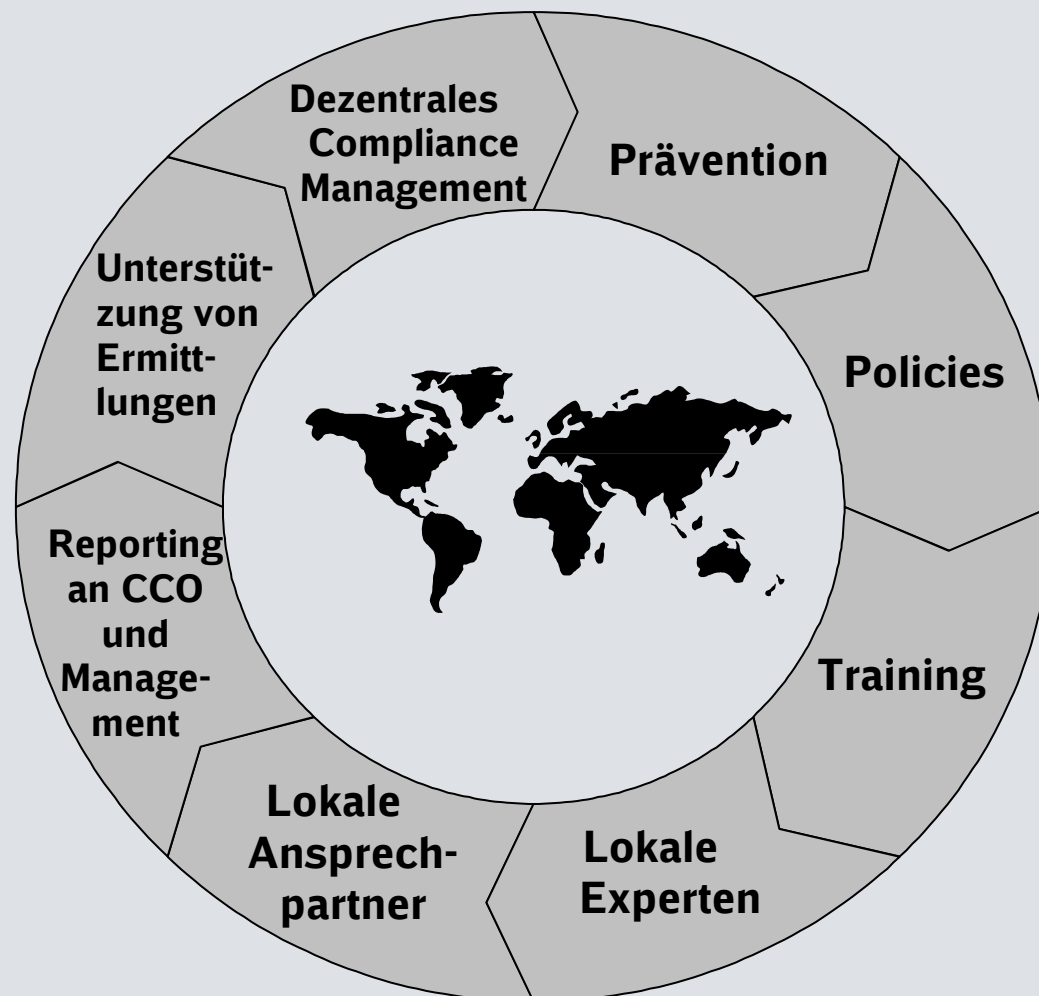 Dezentrales
Compliance
Management
Prävention
Policies
Training
Lokale
Experten
Lokale
Ansprech-
partner
Reporting
an CCO
und
Manage-
ment
Unterstüt-
zung von
Ermitt-
lungen